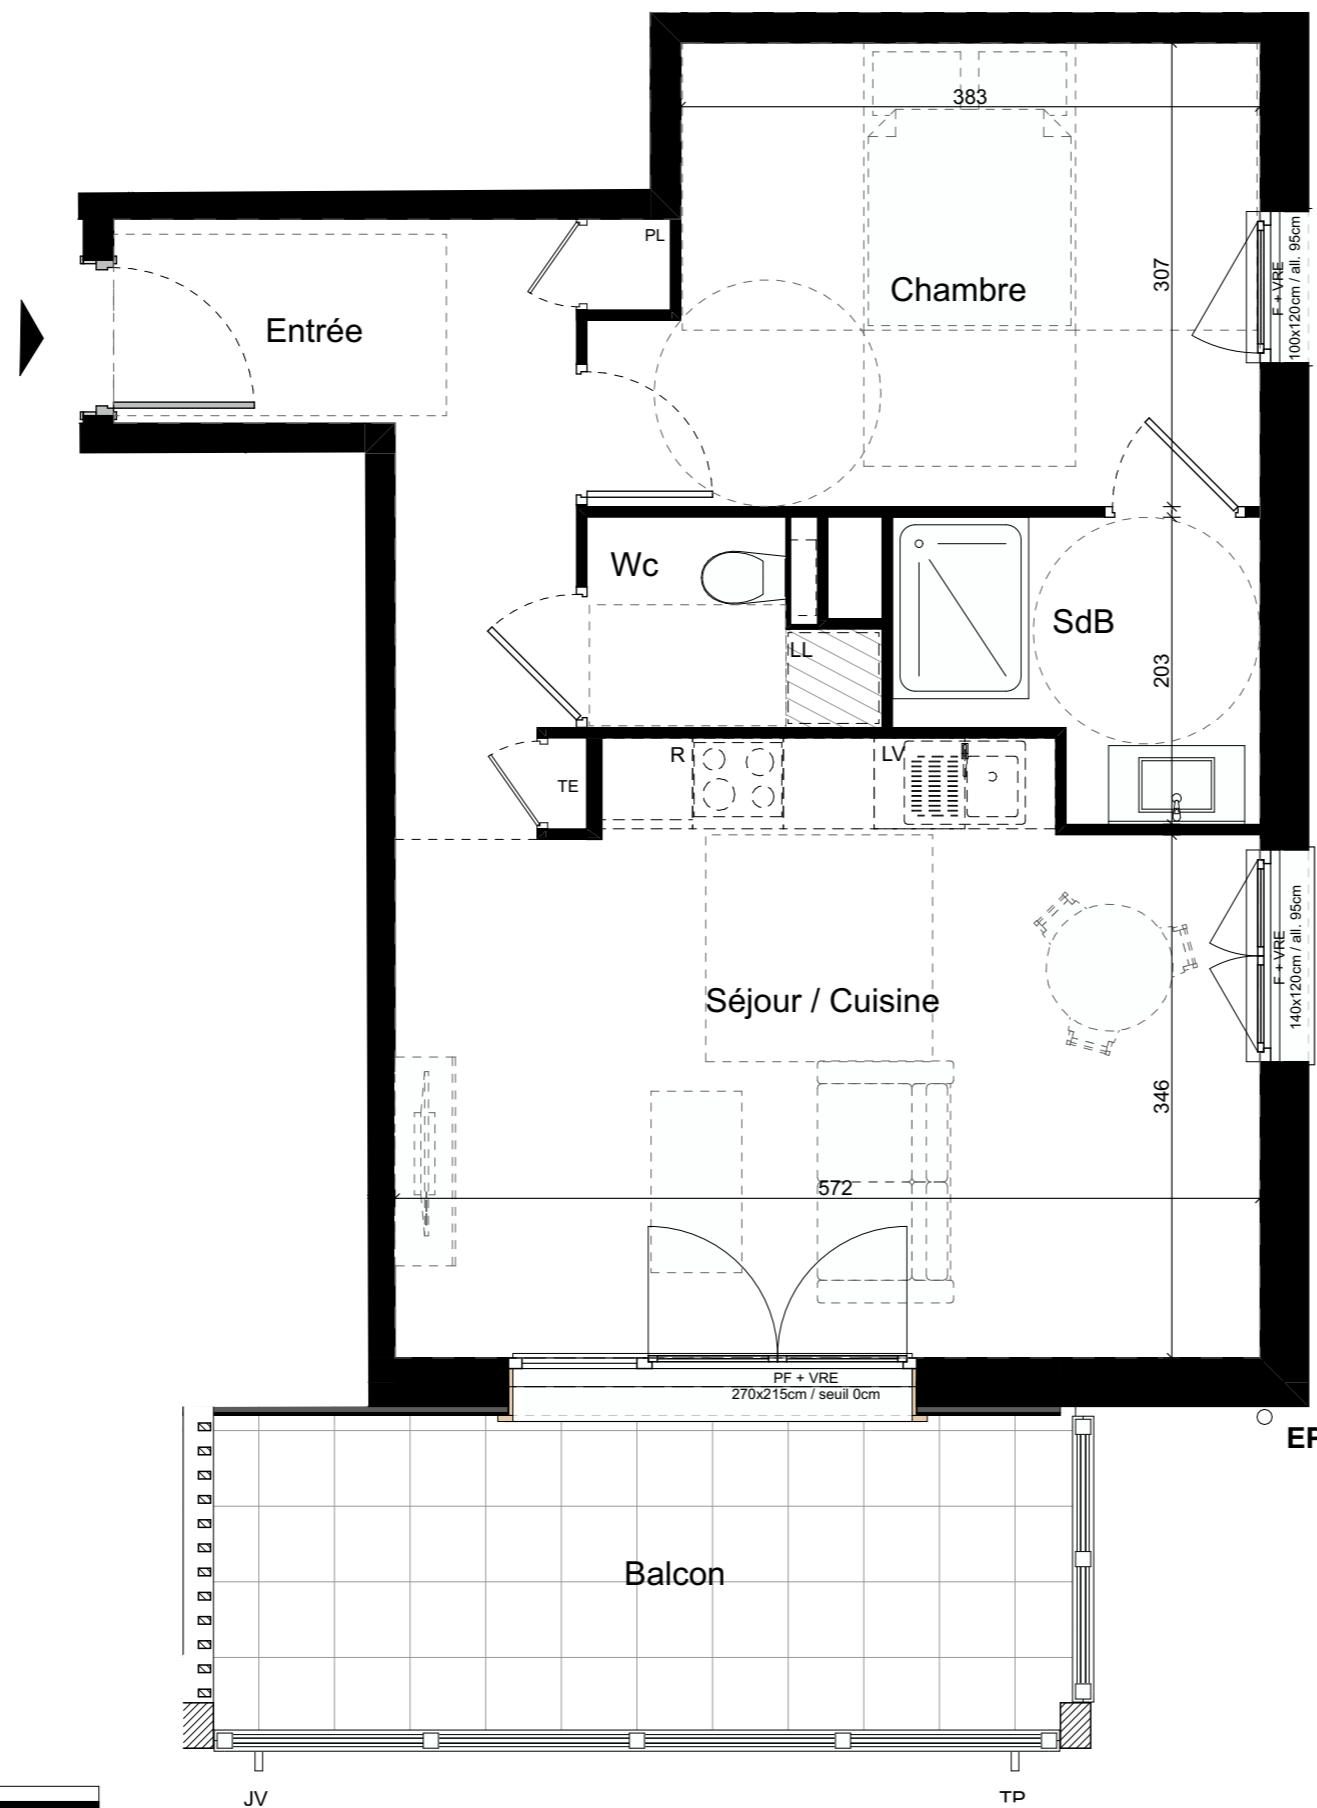 383
PL
Chambre
307
F + VRE
100x120cm / all. 95cm
Entrée
Wc
LL
SdB
203
R
LV
TE
F + VRE
140x120cm / all. 95cm
Séjour / Cuisine
346
572
PF + VRE
270x215cm / seuil 0cm
Balcon
JV